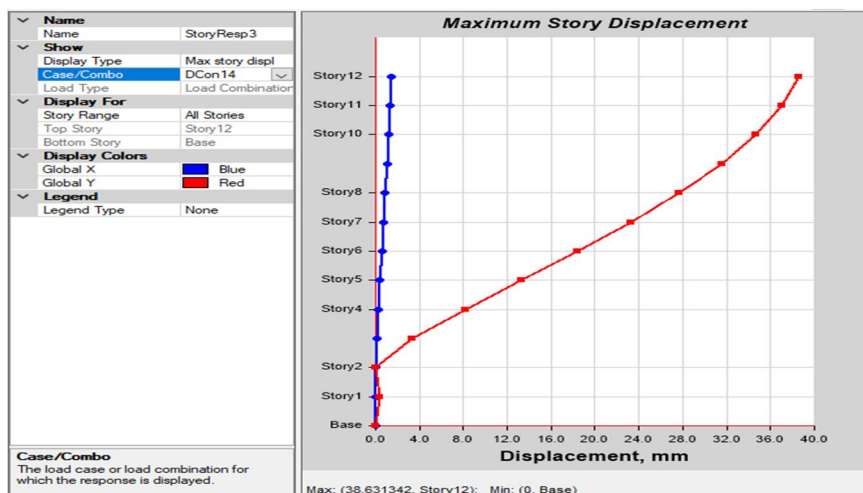 Name
Name StoryResp3
Show
Display Type Max story displ
Case/Combo DCon14
Load Type Load Combination
Display For
Story Range All Stories
Top Story Story12
Bottom Story Base
Display Colors
Global X Blue
Global Y Red
Legend
Legend Type None
Case/Combo
The load case or load combination for
which the response is displayed.
Maximum Story Displacement
Story12
Story11
Story10
Story8
Story7
Story6
Story5
Story4
Story2
Story1
Base
0.0 4.0 8.0 12.0 16.0 20.0 24.0 28.0 32.0 36.0 40.0
Displacement, mm
Max: (38.631342, Story12); Min: (0, Base)